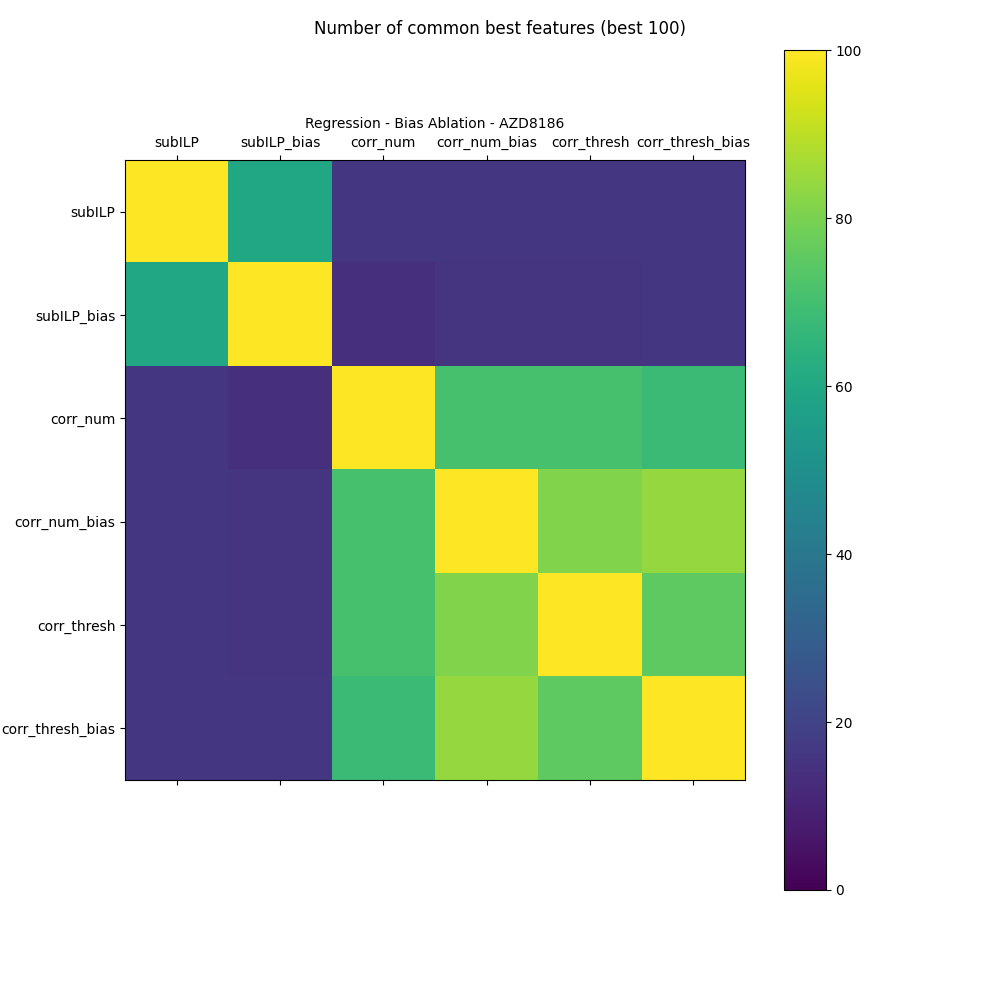 Number of common best features (best 100)
Regression - Bias Ablation - AZD8186
subILP subILP_bias corr_num corr_num_bias corr_thresh corr_thresh_bias
subILP
subILP_bias
corr_num
corr_num_bias
corr_thresh
corr_thresh_bias
100
80
60
40
20
0